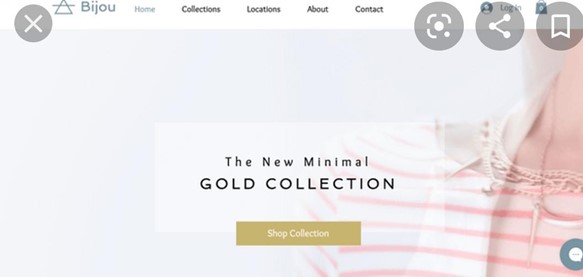 Bijou Home Collections Locations About Contact Log In
The New Minimal
GOLD COLLECTION
Shop Collection